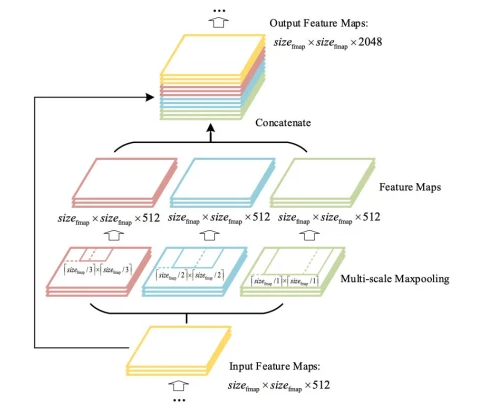 ...
Output Feature Maps:
size_fmap × size_fmap × 2048
Concatenate
Feature Maps
size_fmap × size_fmap × 512
size_fmap × size_fmap × 512
size_fmap × size_fmap × 512
⌈size_fmap / 3⌉ × ⌈size_fmap / 3⌉
⌈size_fmap / 2⌉ × ⌈size_fmap / 2⌉
⌈size_fmap / 1⌉ × ⌈size_fmap / 1⌉
Multi-scale Maxpooling
Input Feature Maps:
size_fmap × size_fmap × 512
...